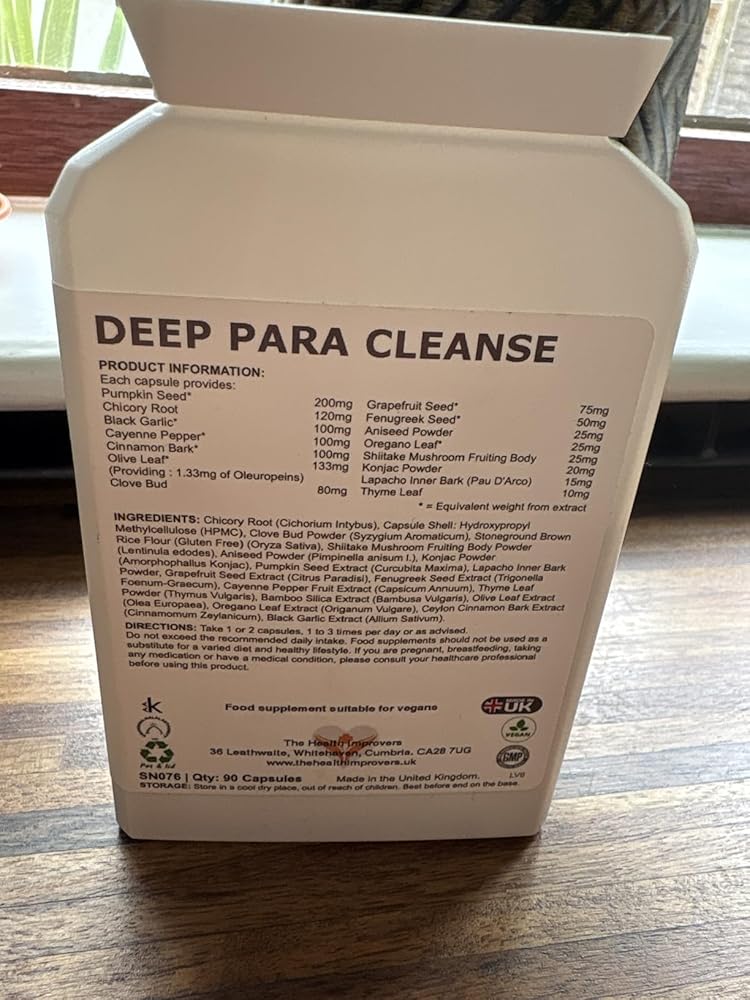 DEEP PARA CLEANSE
PRODUCT INFORMATION:
Each capsule provides:
Pumpkin Seed* 200mg
Chicory Root 120mg
Black Garlic* 100mg
Cayenne Pepper* 100mg
Cinnamon Bark* 100mg
Olive Leaf* 133mg
(Providing : 1.33mg of Oleuropeins)
Clove Bud 80mg
Grapefruit Seed* 75mg
Fenugreek Seed* 50mg
Aniseed Powder 25mg
Oregano Leaf* 25mg
Shiitake Mushroom Fruiting Body 25mg
Konjac Powder 20mg
Lapacho Inner Bark (Pau D'Arco) 15mg
Thyme Leaf 10mg
* = Equivalent weight from extract
INGREDIENTS: Chicory Root (Cichorium Intybus), Capsule Shell: Hydroxypropyl
Methylcellulose (HPMC), Clove Bud Powder (Syzygium Aromaticum), Stoneground Brown
Rice Flour (Gluten Free) (Oryza Sativa), Shiitake Mushroom Fruiting Body Powder
(Lentinula edodes), Aniseed Powder (Pimpinella anisum l.), Konjac Powder
(Amorphophallus Konjac), Pumpkin Seed Extract (Curcubita Maxima), Lapacho Inner Bark
Powder, Grapefruit Seed Extract (Citrus Paradisi), Fenugreek Seed Extract (Trigonella
Foenum-Graecum), Cayenne Pepper Fruit Extract (Capsicum Annuum), Thyme Leaf
Powder (Thymus Vulgaris), Bamboo Silica Extract (Bambusa Vulgaris), Olive Leaf Extract
(Olea Europaea), Oregano Leaf Extract (Origanum Vulgare), Ceylon Cinnamon Bark Extract
(Cinnamomum Zeylanicum), Black Garlic Extract (Allium Sativum).
DIRECTIONS: Take 1 or 2 capsules, 1 to 3 times per day or as advised.
Do not exceed the recommended daily intake. Food supplements should not be used as a
substitute for a varied diet and healthy lifestyle. If you are pregnant, breastfeeding, taking
any medication or have a medical condition, please consult your healthcare professional
before using this product.
K
Food supplement suitable for vegans
MADE IN
UK
VEGAN
The Health Improvers
36 Leathwaite, Whitehaven, Cumbria. CA28 7UG
www.thehealthimprovers.uk
GMP
Pot & lid
SN076 | Qty: 90 Capsules Made in the United Kingdom. LV6
STORAGE: Store in a cool dry place, out of reach of children. Best before end on the base.